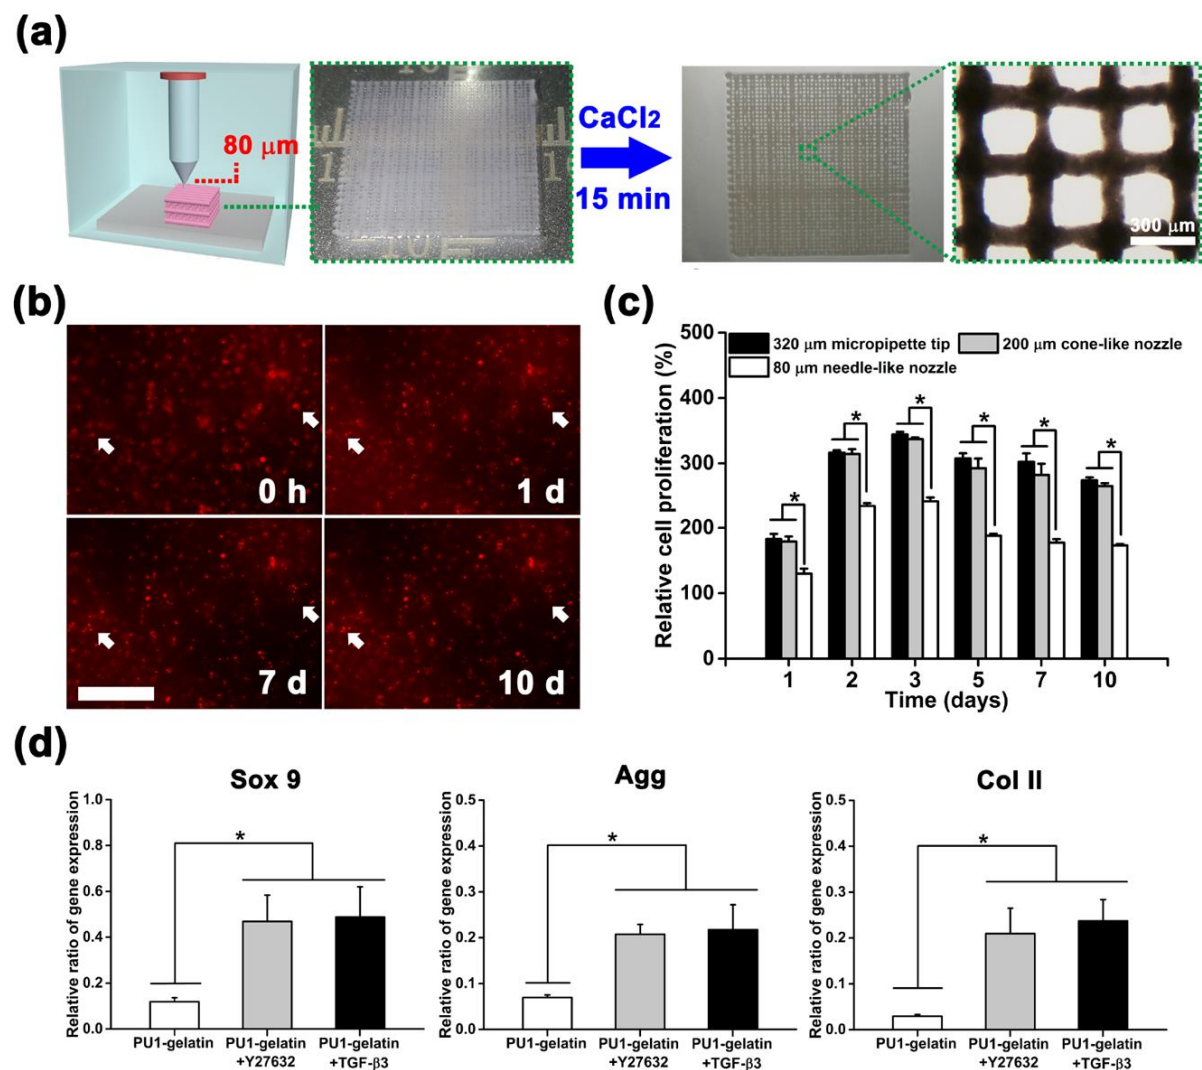 (a)
80 μm
CaCl2
15 min
300 μm
(b)
0 h
1 d
7 d
10 d
(c)
Relative cell proliferation (%)
500
400
300
200
100
0
320 μm micropipette tip
200 μm cone-like nozzle
80 μm needle-like nozzle
*
*
*
*
*
*
1 2 3 5 7 10
Time (days)
(d)
Sox 9
Relative ratio of gene expression
1.0
0.8
0.6
0.4
0.2
0.0
*
PU1-gelatin
PU1-gelatin
+Y27632
PU1-gelatin
+TGF-β3
Agg
Relative ratio of gene expression
0.5
0.4
0.3
0.2
0.1
0.0
*
PU1-gelatin
PU1-gelatin
+Y27632
PU1-gelatin
+TGF-β3
Col II
Relative ratio of gene expression
0.5
0.4
0.3
0.2
0.1
0.0
*
PU1-gelatin
PU1-gelatin
+Y27632
PU1-gelatin
+TGF-β3